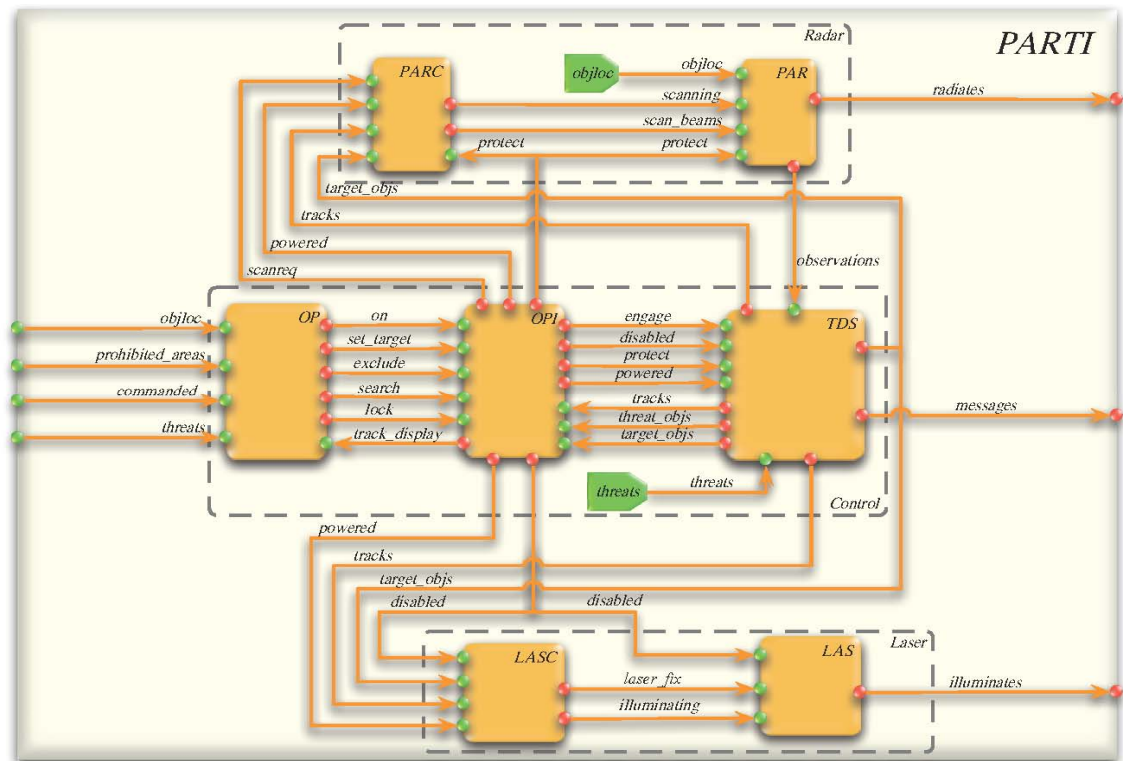 Radar
PARTI
PARC
objloc
objloc
PAR
scanning
radiates
scan_beams
protect
protect
target_objs
tracks
powered
observations
scanreq
objloc
OP
on
OPI
engage
TDS
prohibited_areas
set_target
disabled
exclude
protect
commanded
search
powered
lock
tracks
messages
threats
track_display
threat_objs
target_objs
threats
threats
Control
powered
tracks
target_objs
disabled
disabled
Laser
LASC
LAS
laser_fix
illuminates
illuminating